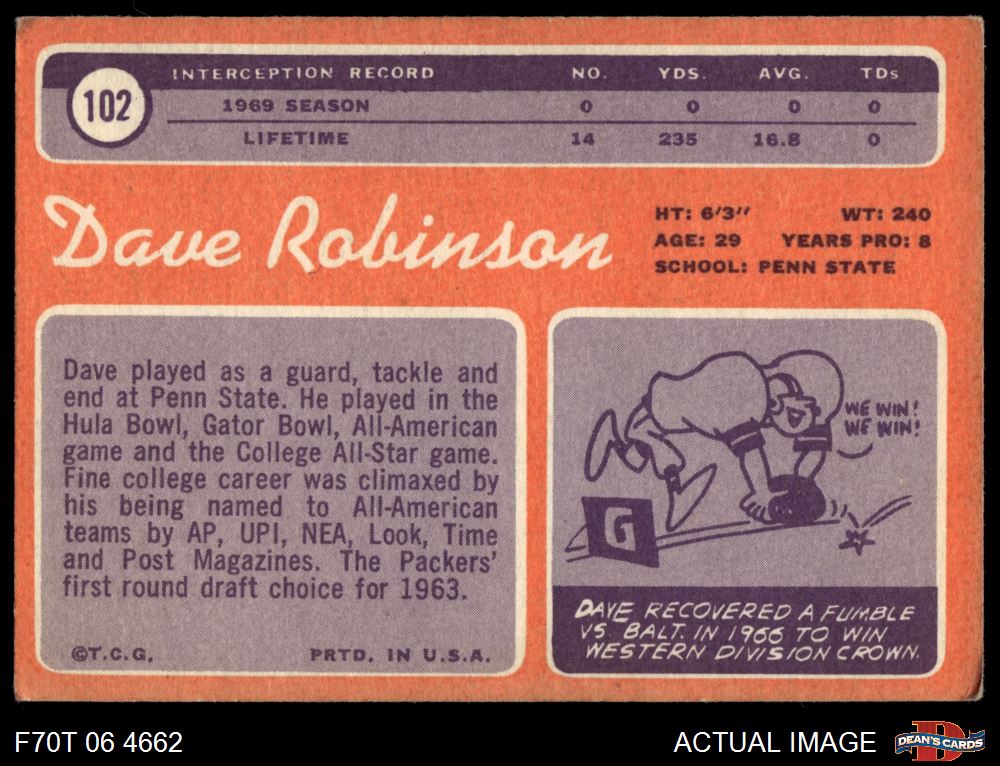 102
INTERCEPTION RECORD NO. YDS. AVG. TDs
1969 SEASON 0 0 0 0
LIFETIME 14 235 16.8 0
Dave Robinson
HT: 6'3" WT: 240
AGE: 29 YEARS PRO: 8
SCHOOL: PENN STATE
Dave played as a guard, tackle and
end at Penn State. He played in the
Hula Bowl, Gator Bowl, All-American
game and the College All-Star game.
Fine college career was climaxed by
his being named to All-American
teams by AP, UPI, NEA, Look, Time
and Post Magazines. The Packers'
first round draft choice for 1963.
©T.C.G. PRTD. IN U.S.A.
WE WIN!
WE WIN!
G
DAVE RECOVERED A FUMBLE
VS. BALT. IN 1966 TO WIN
WESTERN DIVISION CROWN.
F70T 06 4662
ACTUAL IMAGE
D
DEAN'S CARDS